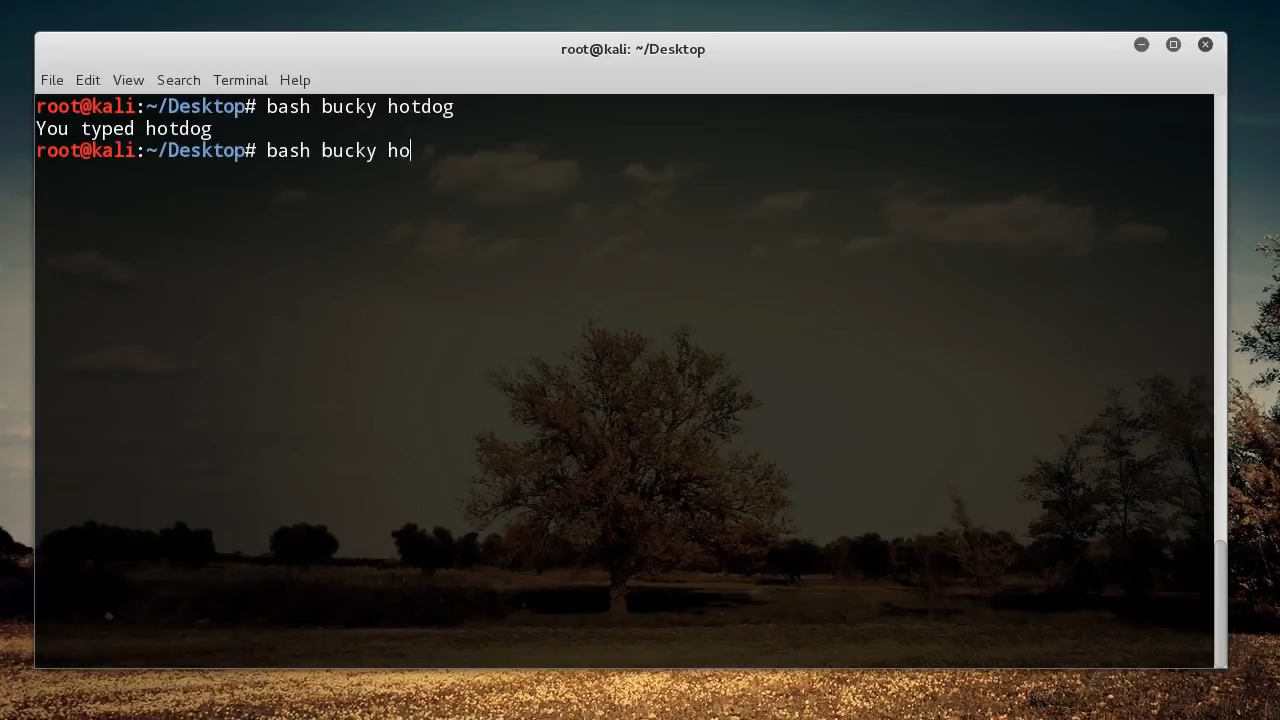 root@kali: ~/Desktop
File Edit View Search Terminal Help
root@kali:~/Desktop# bash bucky hotdog
You typed hotdog
root@kali:~/Desktop# bash bucky ho